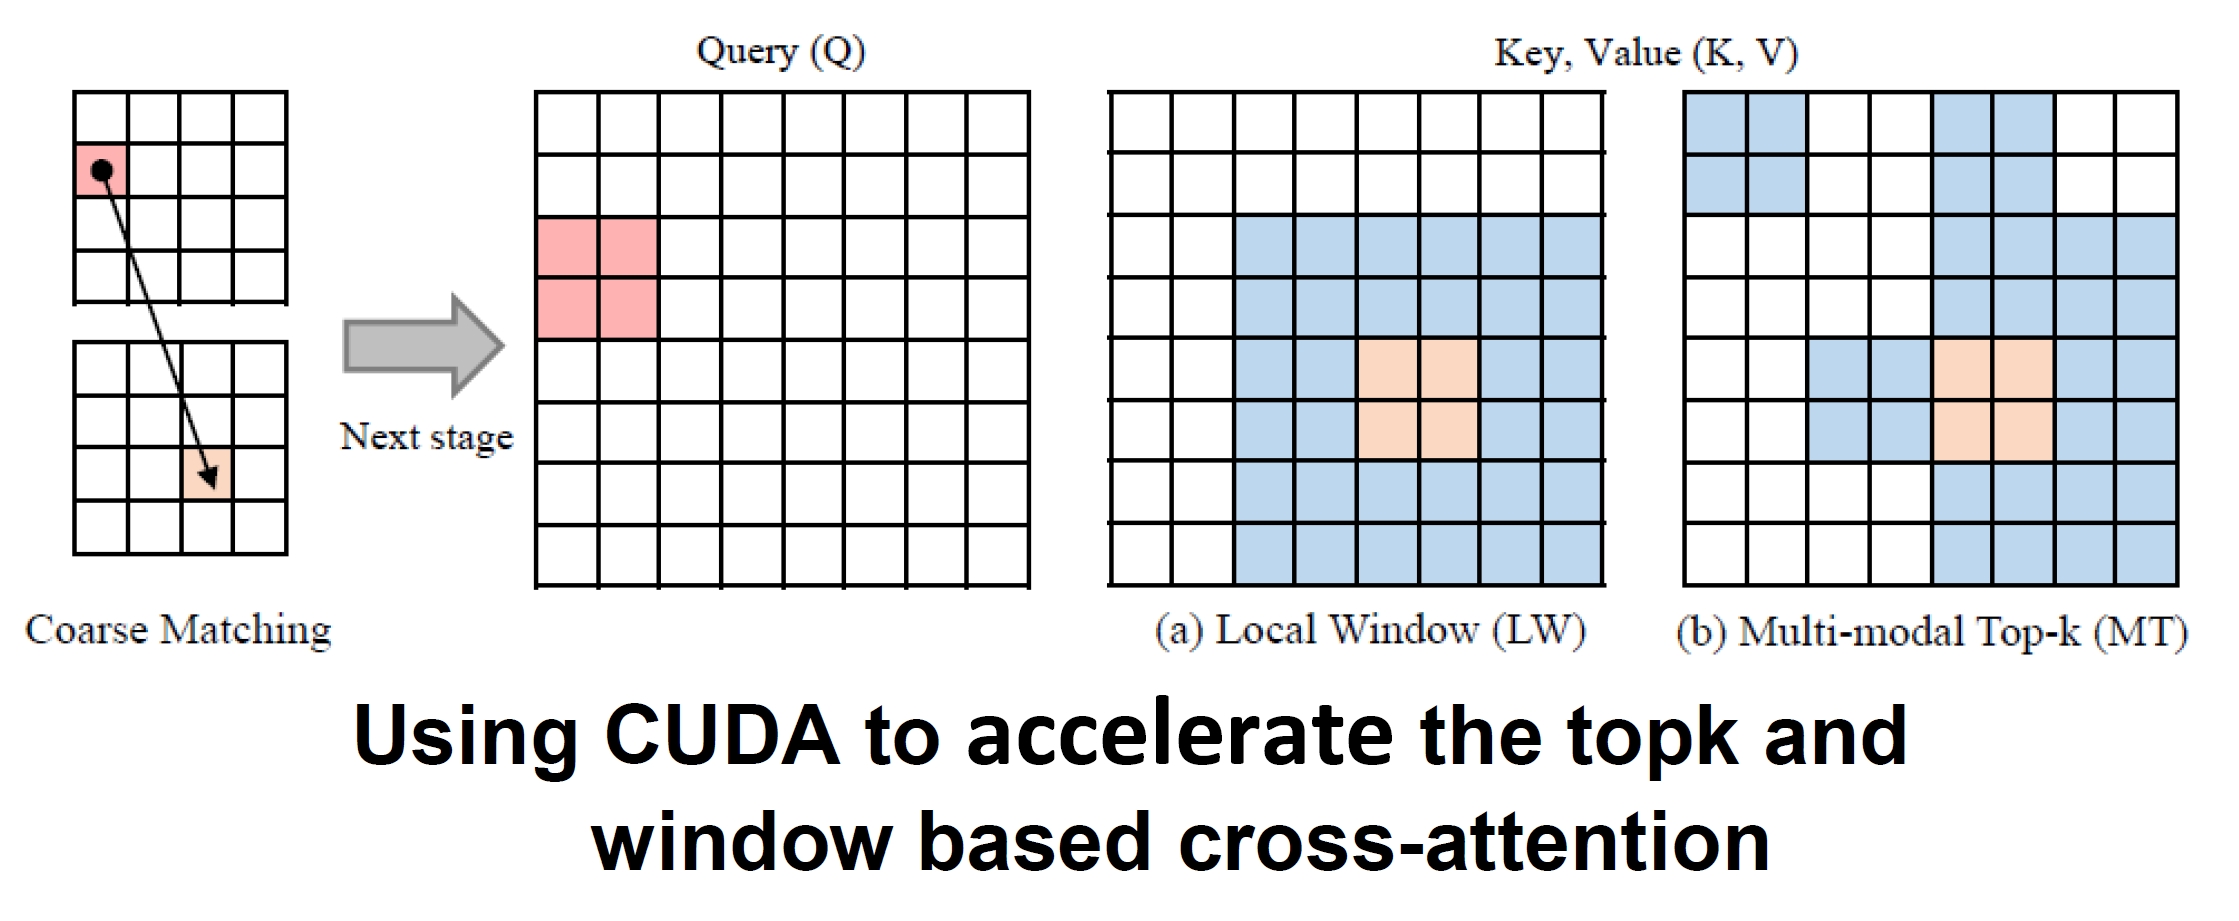 Query (Q)
Key, Value (K, V)
Next stage
Coarse Matching
(a) Local Window (LW)
(b) Multi-modal Top-k (MT)
Using CUDA to accelerate the topk and
window based cross-attention